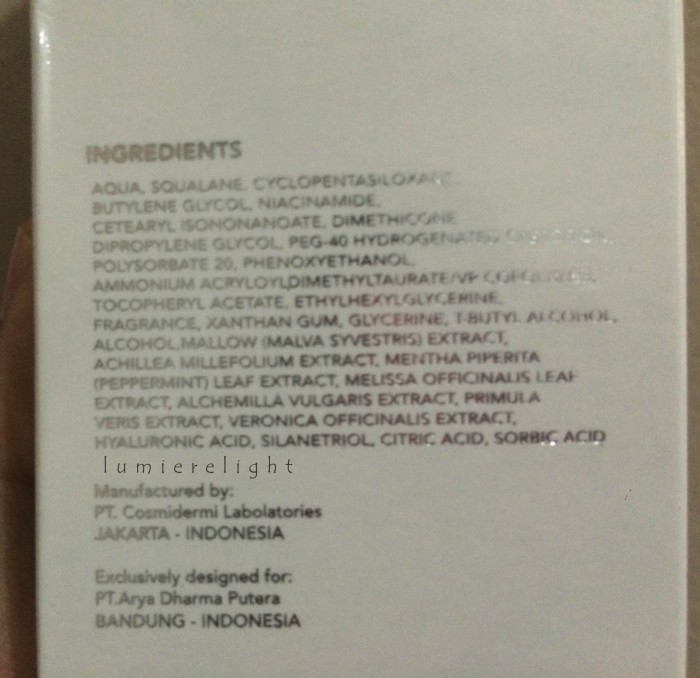 INGREDIENTS
AQUA, SQUALANE, CYCLOPENTASILOXANE,
BUTYLENE GLYCOL, NIACINAMIDE,
CETEARYL ISONONANOATE, DIMETHICONE
DIPROPYLENE GLYCOL, PEG-40 HYDROGENATED
POLYSORBATE 20, PHENOXYETHANOL,
AMMONIUM ACRYLOYLDIMETHYLTAURATE/VP COPOLYMER,
TOCOPHERYL ACETATE, ETHYLHEXYLGLYCERINE,
FRAGRANCE, XANTHAN GUM, GLYCERINE, T-BUTYL ALCOHOL,
ALCOHOL,MALLOW (MALVA SYVESTRIS) EXTRACT,
ACHILLEA MILLEFOLIUM EXTRACT, MENTHA PIPERITA
(PEPPERMINT) LEAF EXTRACT, MELISSA OFFICINALIS LEAF
EXTRACT, ALCHEMILLA VULGARIS EXTRACT, PRIMULA
VERIS EXTRACT, VERONICA OFFICINALIS EXTRACT,
HYALURONIC ACID, SILANETRIOL, CITRIC ACID, SORBIC ACID
lumierelight
Manufactured by:
PT. Cosmidermi Labolatories
JAKARTA - INDONESIA
Exclusively designed for:
PT.Arya Dharma Putera
BANDUNG - INDONESIA